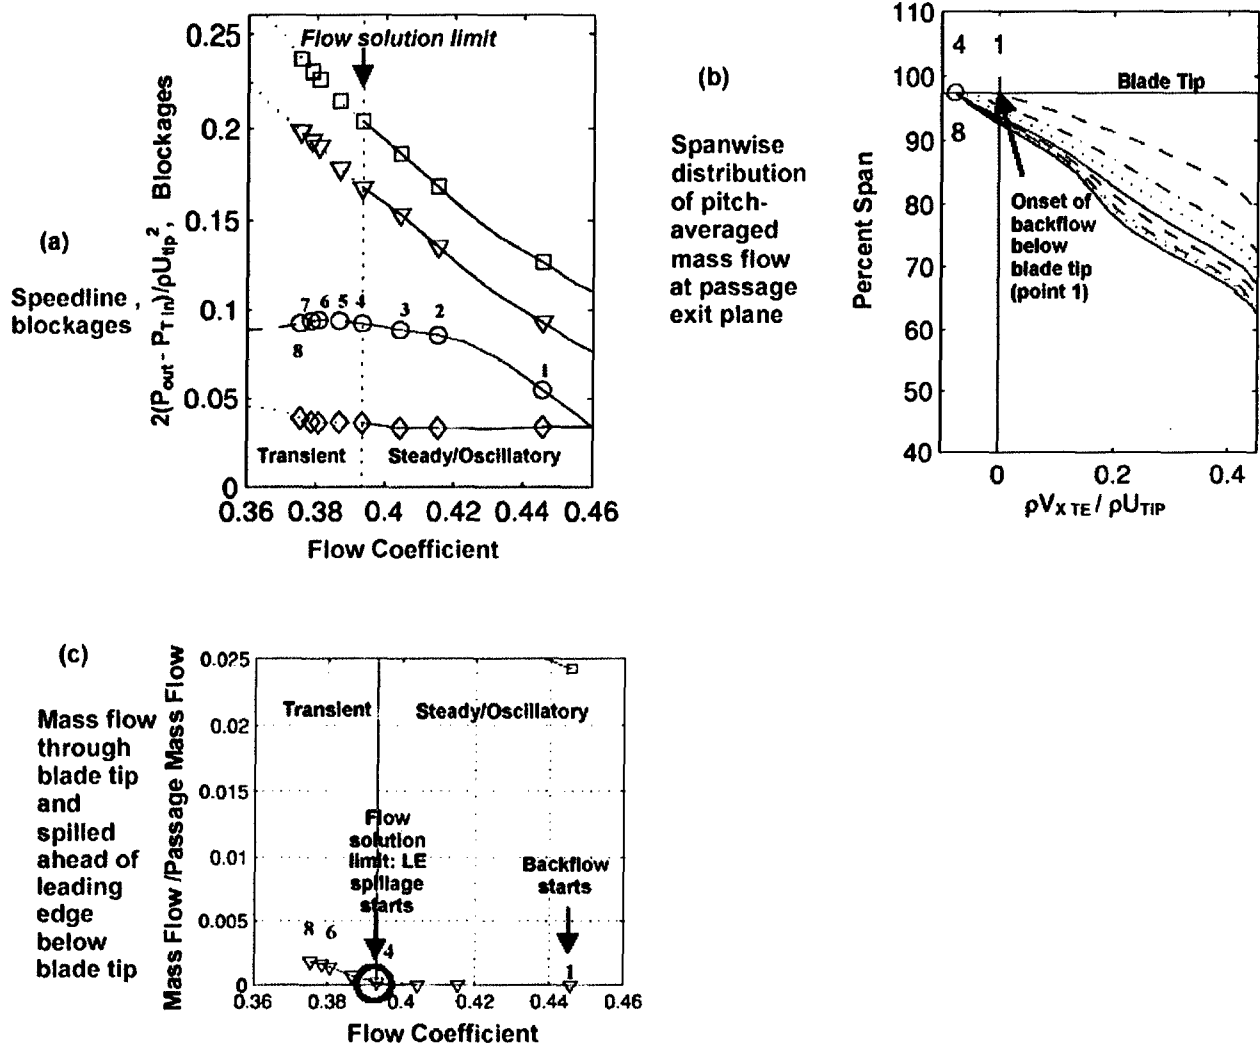 (a)
Speedline,
blockages
2(Pout - PT in)/ρUtip², Blockages
0.25
0.2
0.15
0.1
0.05
0
Flow solution limit
7 6 5 4 3 2
8
1
Transient
Steady/Oscillatory
0.36 0.38 0.4 0.42 0.44 0.46
Flow Coefficient
(b)
Spanwise
distribution
of pitch-
averaged
mass flow
at passage
exit plane
Percent Span
110
100
90
80
70
60
50
40
4 1
Blade Tip
8
Onset of
backflow
below
blade tip
(point 1)
0 0.2 0.4
ρVX TE / ρUTIP
(c)
Mass flow
through
blade tip
and
spilled
ahead of
leading
edge
below
blade tip
Mass Flow /Passage Mass Flow
0.025
0.02
0.015
0.01
0.005
0
Transient
Steady/Oscillatory
Flow
solution
limit: LE
spillage
starts
Backflow
starts
8 6
4
1
0.36 0.38 0.4 0.42 0.44 0.46
Flow Coefficient